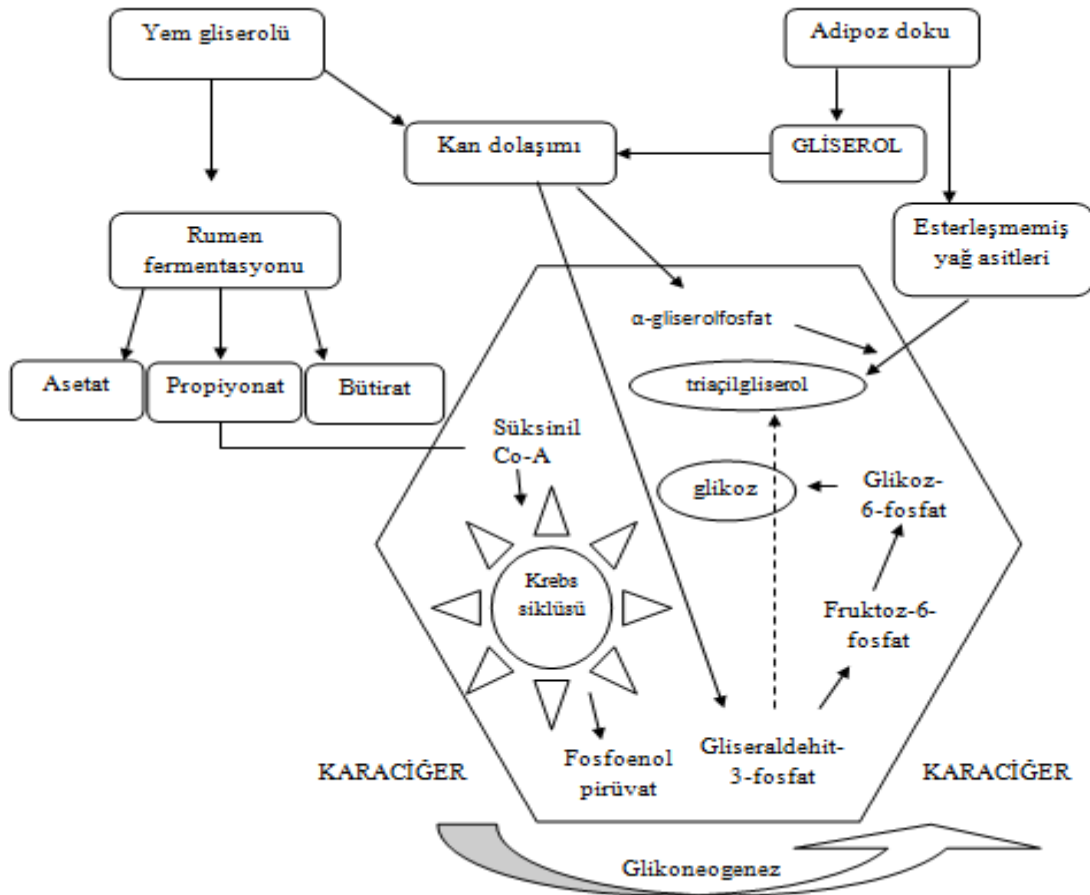 Yem gliserolü
Adipoz doku
Kan dolaşımı
GLİSEROL
Rumen
fermentasyonu
Esterleşmemiş
yağ asitleri
α-gliserolfosfat
Asetat
Propiyonat
Bütirat
triaçilgliserol
Süksinil
Co-A
glikoz
Glikoz-
6-fosfat
Krebs
siklüsü
Fruktoz-6-
fosfat
Fosfoenol
pirüvat
Gliseraldehit-
3-fosfat
KARACİĞER
KARACİĞER
Glikoneogenez